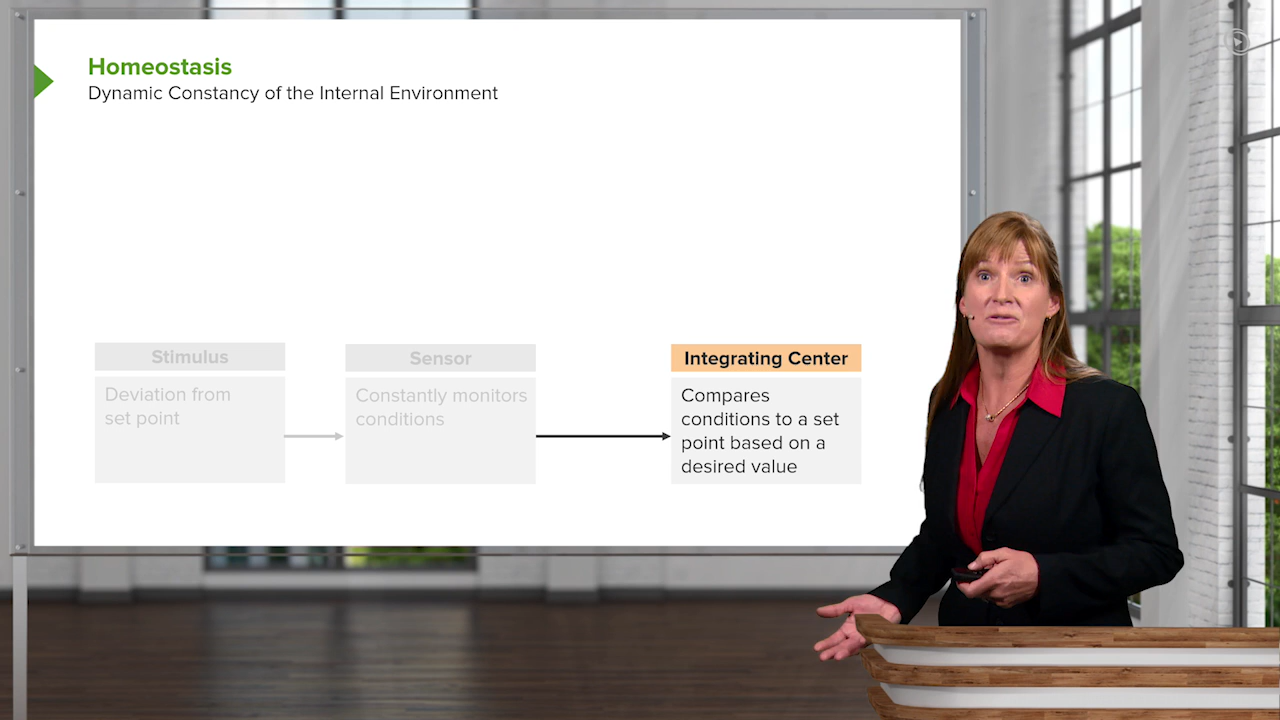 Homeostasis
Dynamic Constancy of the Internal Environment
Stimulus
Deviation from
set point
Sensor
Constantly monitors
conditions
Integrating Center
Compares
conditions to a set
point based on a
desired value